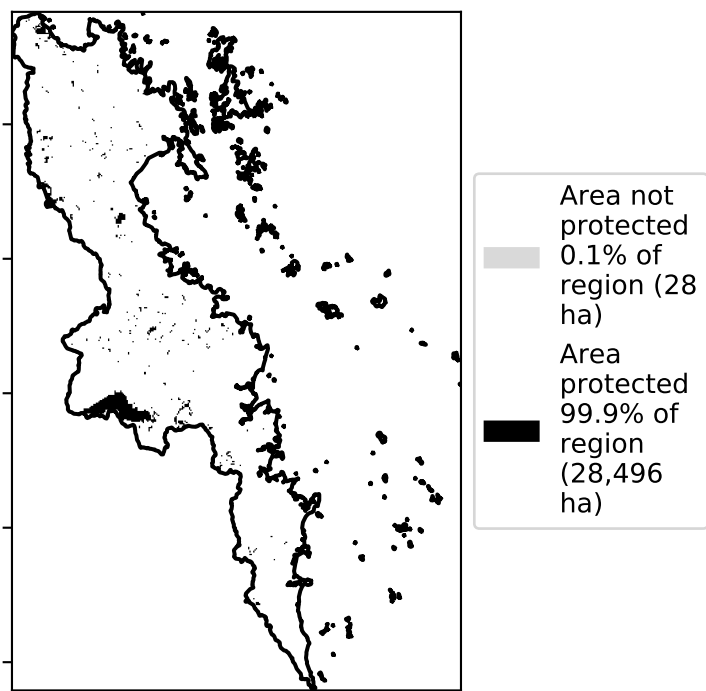 Area not
protected
0.1% of
region (28
ha)
Area
protected
99.9% of
region
(28,496
ha)